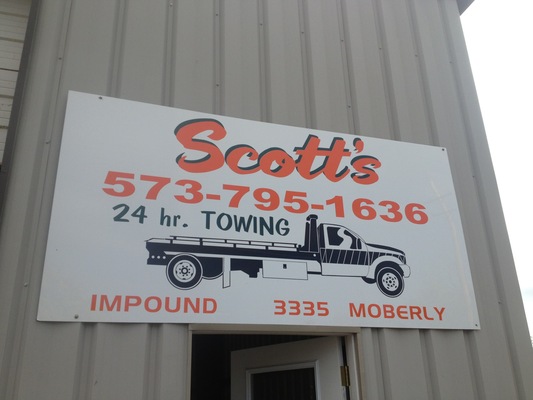 Scott's
573-795-1636
24 hr. TOWING
IMPOUND 3335 MOBERLY